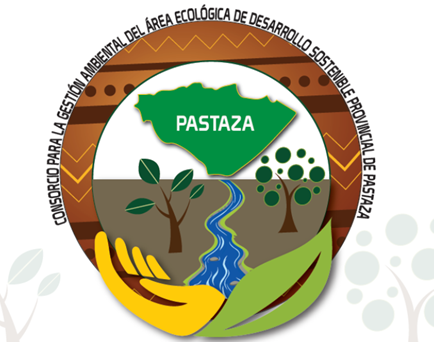 CONSORCIO PARA LA GESTIÓN AMBIENTAL DEL ÁREA ECOLÓGICA DE DESARROLLO SOSTENIBLE PROVINCIAL DE PASTAZA
PASTAZA